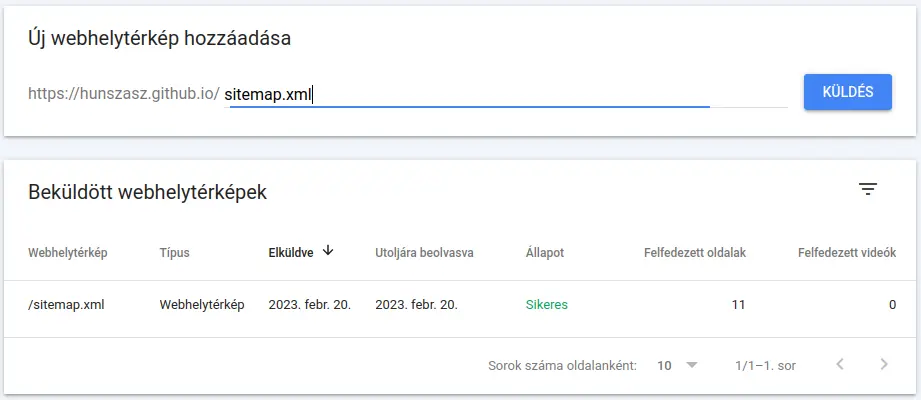 Új webhelytérkép hozzáadása
https://hunszasz.github.io/ sitemap.xml KÜLDÉS
Beküldött webhelytérképek
Webhelytérkép Típus Elküldve Utoljára beolvasva Állapot Felfedezett oldalak Felfedezett videók
/sitemap.xml Webhelytérkép 2023. febr. 20. 2023. febr. 20. Sikeres 11 0
Sorok száma oldalanként: 10 1/1–1. sor